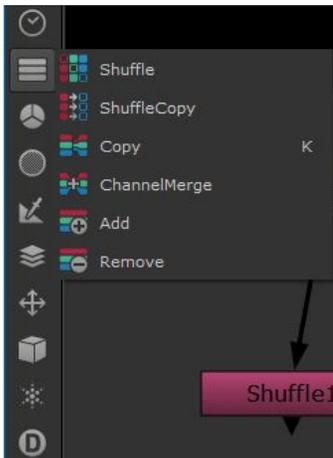 Shuffle
ShuffleCopy
Copy K
ChannelMerge
Add
Remove
Shuffle1
D